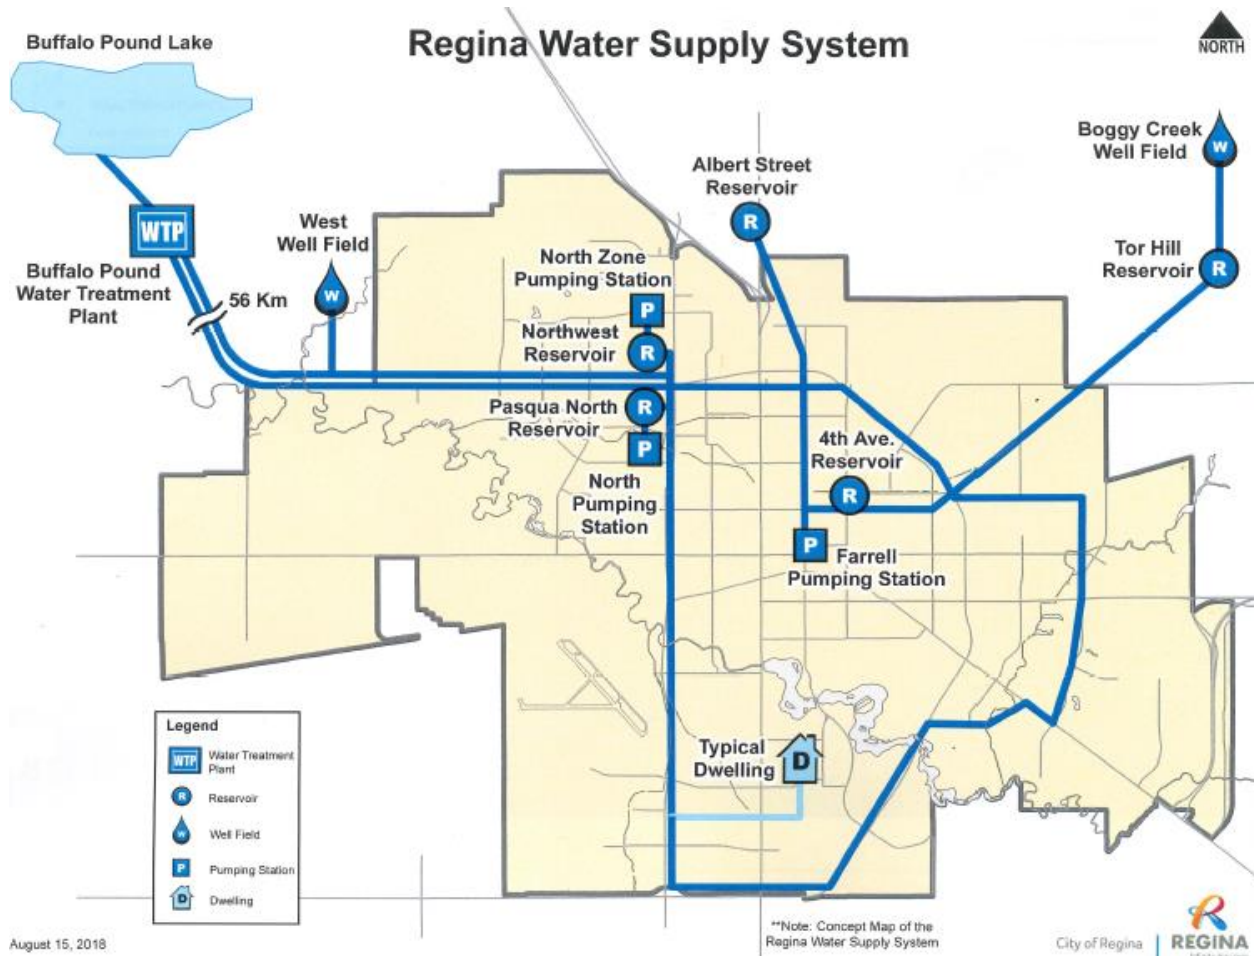 Regina Water Supply System
NORTH
Buffalo Pound Lake
WTP
Buffalo Pound
Water Treatment
Plant
56 Km
West
Well Field
W
North Zone
Pumping Station
P
Northwest
Reservoir
R
Pasqua North
Reservoir
R
P
North
Pumping
Station
Albert Street
Reservoir
R
4th Ave.
Reservoir
R
P
Farrell
Pumping Station
Boggy Creek
Well Field
W
Tor Hill
Reservoir
R
Typical
Dwelling
D
Legend
WTP
Water Treatment
Plant
R
Reservoir
W
Well Field
P
Pumping Station
D
Dwelling
August 15, 2018
**Note: Concept Map of the
Regina Water Supply System
City of Regina
REGINA